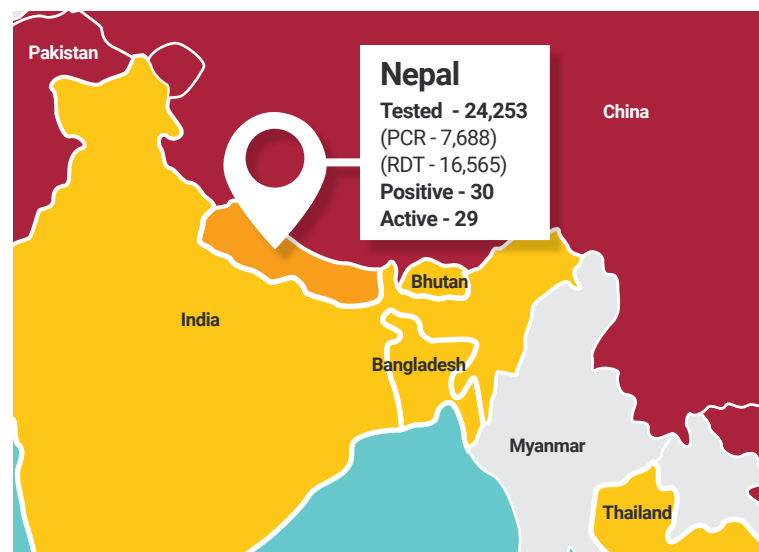 Pakistan
Nepal
Tested - 24,253
(PCR - 7,688)
(RDT - 16,565)
Positive - 30
Active - 29
China
Bhutan
India
Bangladesh
Myanmar
Thailand